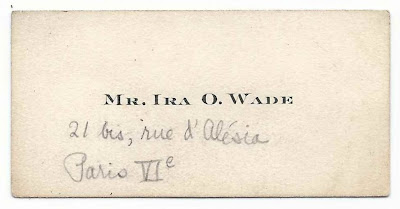 Mr. Ira O. Wade
21 bis, rue d'Alésia
Paris VIe